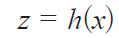 z = h(x)